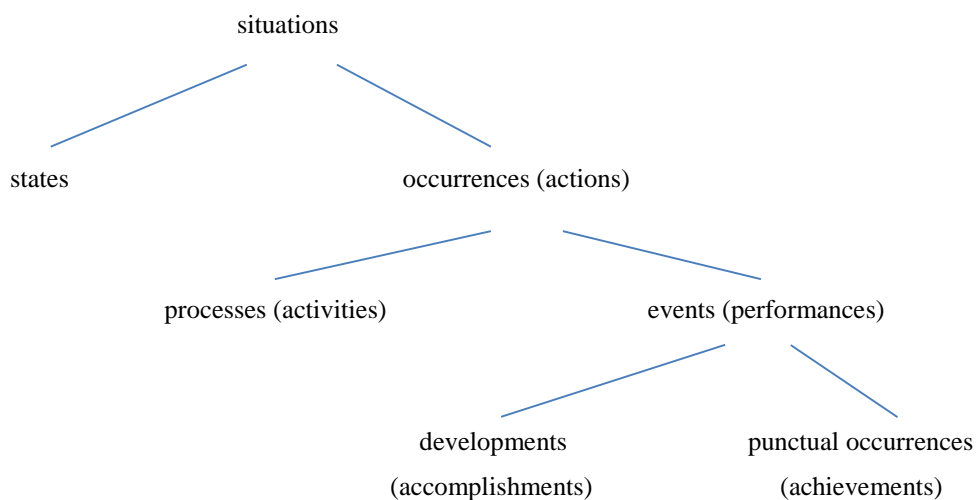 situations
states
occurrences (actions)
processes (activities)
events (performances)
developments
(accomplishments)
punctual occurrences
(achievements)